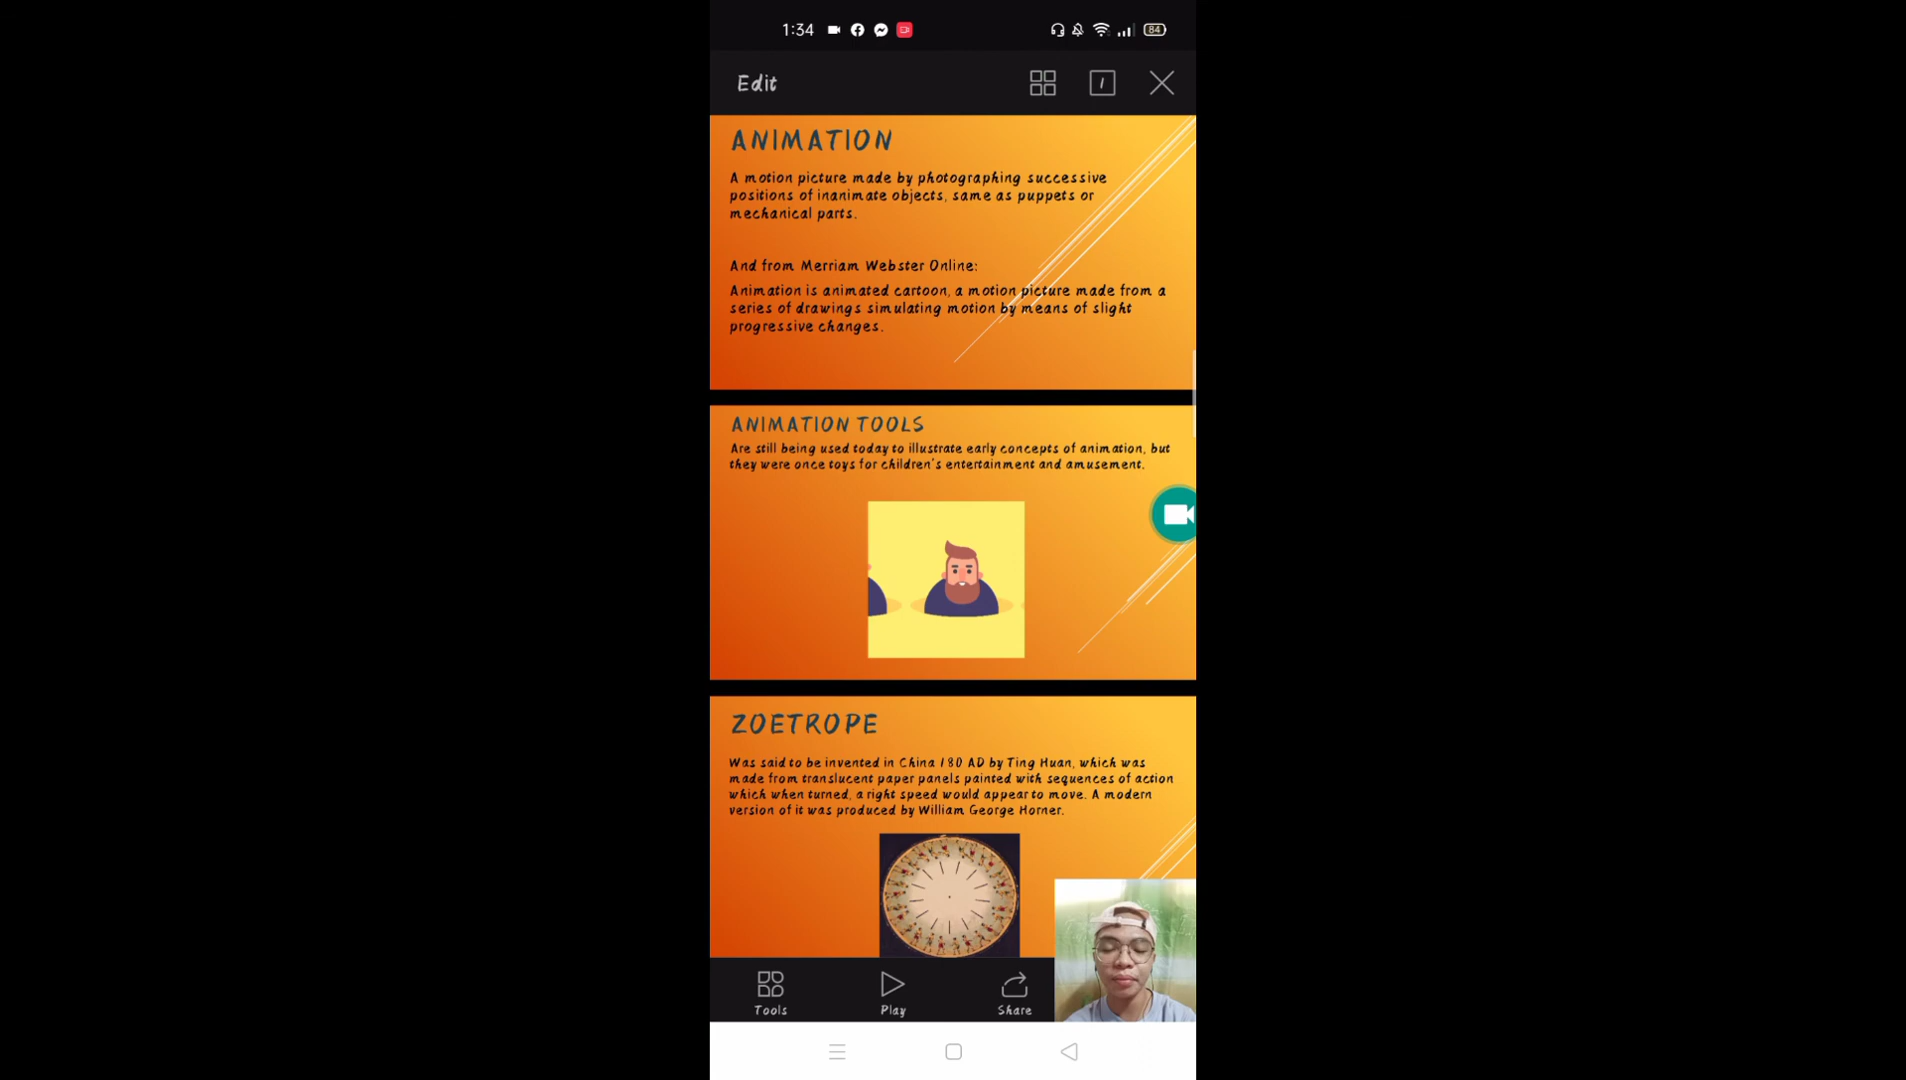 1:34
84
Edit
1
ANIMATION
A motion picture made by photographing successive
positions of inanimate objects, same as puppets or
mechanical parts.
And from Merriam Webster Online:
Animation is animated cartoon, a motion picture made from a
series of drawings simulating motion by means of slight
progressive changes.
ANIMATION TOOLS
Are still being used today to illustrate early concepts of animation, but
they were once toys for children's entertainment and amusement.
ZOETROPE
Was said to be invented in China 180 AD by Ting Huan, which was
made from translucent paper panels painted with sequences of action
which when turned, a right speed would appear to move. A modern
version of it was produced by William George Horner.
Tools
Play
Share